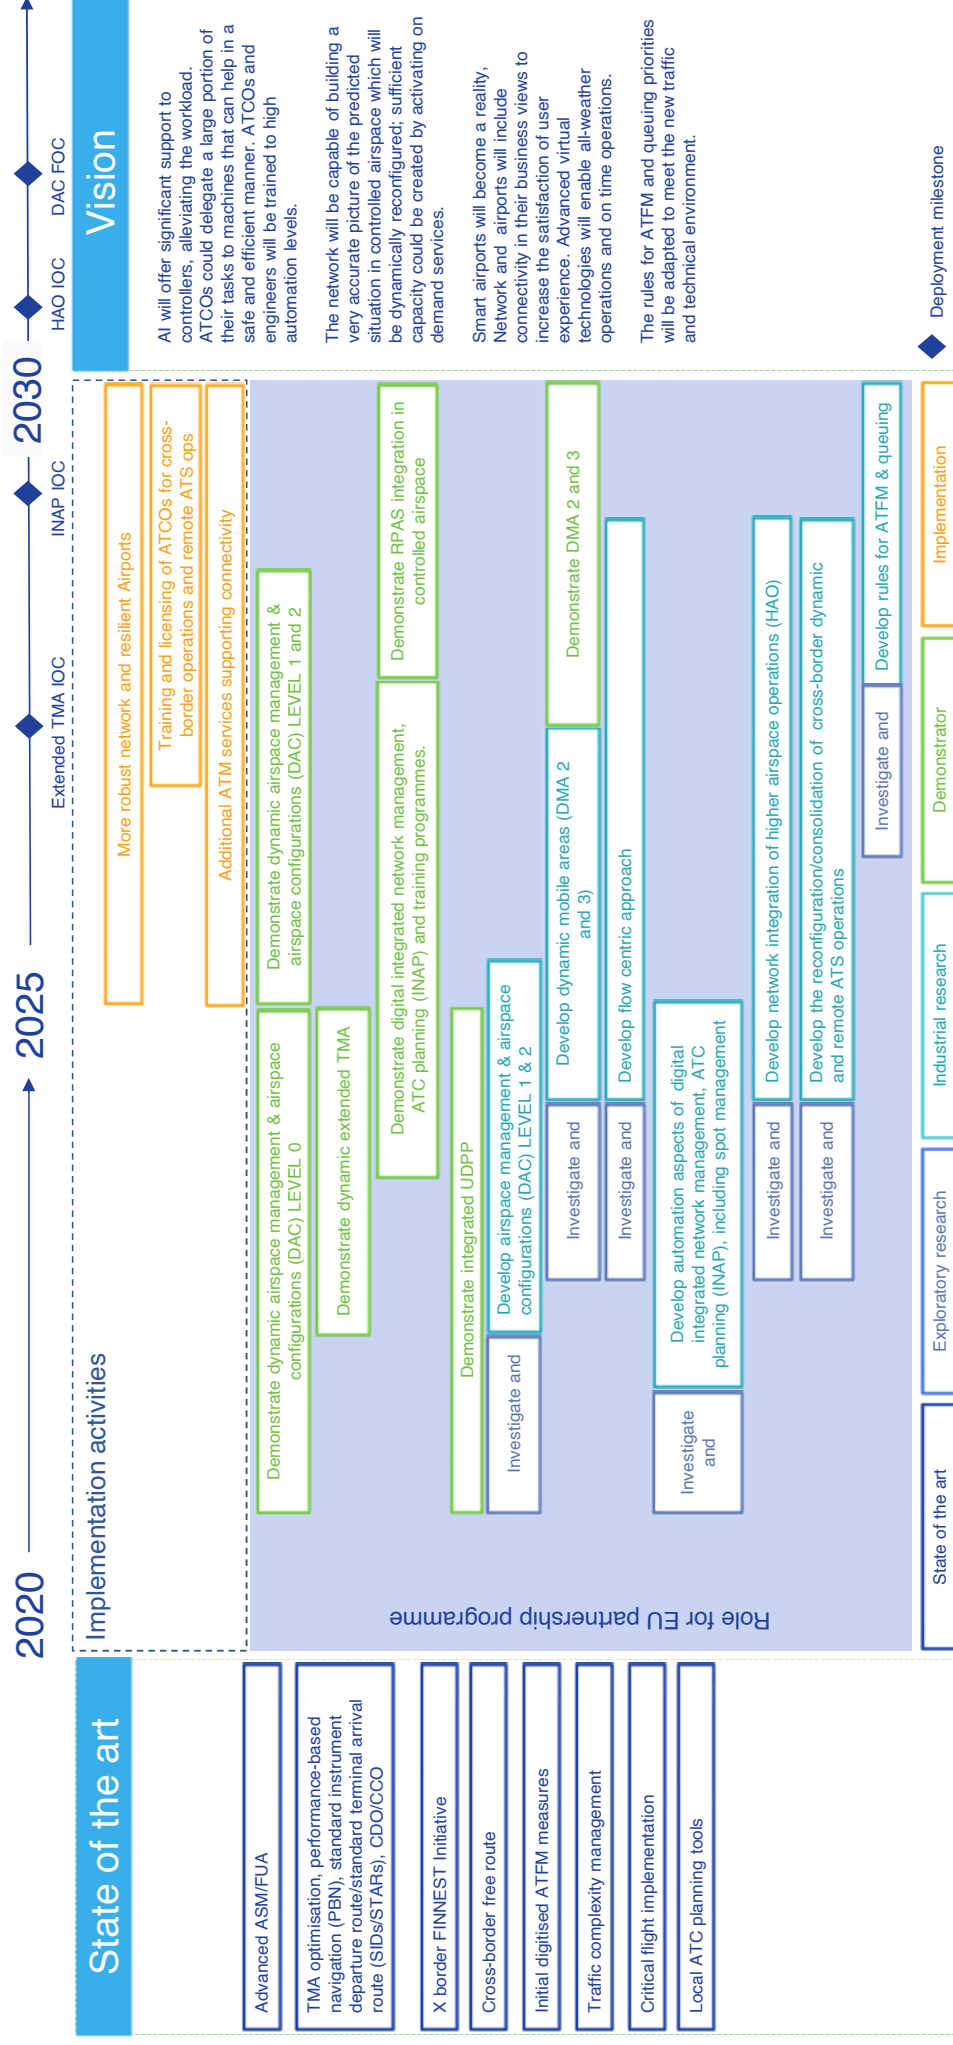 2020
2025
2030
Extended TMA IOC
INAP IOC
HAO IOC
DAC FOC
State of the art
Advanced ASM/FUA
TMA optimisation, performance-based
navigation (PBN), standard instrument
departure route/standard terminal arrival
route (SIDs/STARs), CDO/CCO
X border FINNEST Initiative
Cross-border free route
Initial digitised ATFM measures
Traffic complexity management
Critical flight implementation
Local ATC planning tools
Implementation activities
More robust network and resilient Airports
Training and licensing of ATCOs for cross-
border operations and remote ATS ops
Additional ATM services supporting connectivity
Role for EU partnership programme
Demonstrate dynamic airspace management & airspace
configurations (DAC) LEVEL 0
Demonstrate dynamic airspace management &
airspace configurations (DAC) LEVEL 1 and 2
Demonstrate dynamic extended TMA
Demonstrate digital integrated network management,
ATC planning (INAP) and training programmes.
Demonstrate RPAS integration in
controlled airspace
Demonstrate integrated UDPP
Investigate and
Develop airspace management & airspace
configurations (DAC) LEVEL 1 & 2
Investigate and
Develop dynamic mobile areas (DMA 2
and 3)
Demonstrate DMA 2 and 3
Investigate and
Develop flow centric approach
Investigate
and
Develop automation aspects of digital
integrated network management, ATC
planning (INAP), including spot management
Investigate and
Develop network integration of higher airspace operations (HAO)
Investigate and
Develop the reconfiguration/consolidation of cross-border dynamic
and remote ATS operations
Investigate and
Develop rules for ATFM & queuing
Vision
AI will offer significant support to
controllers, alleviating the workload.
ATCOs could delegate a large portion of
their tasks to machines that can help in a
safe and efficient manner. ATCOs and
engineers will be trained to high
automation levels.
The network will be capable of building a
very accurate picture of the predicted
situation in controlled airspace which will
be dynamically reconfigured; sufficient
capacity could be created by activating on
demand services.
Smart airports will become a reality,
Network and airports will include
connectivity in their business views to
increase the satisfaction of user
experience. Advanced virtual
technologies will enable all-weather
operations and on time operations.
The rules for ATFM and queuing priorities
will be adapted to meet the new traffic
and technical environment.
State of the art
Exploratory research
Industrial research
Demonstrator
Implementation
Deployment milestone